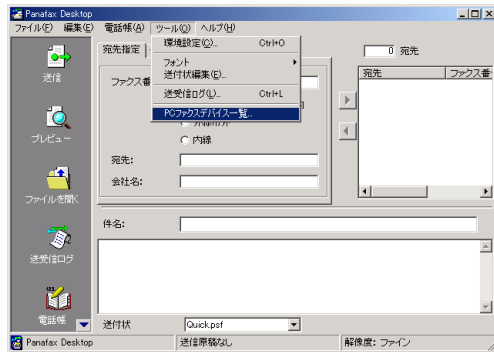 Panafax Desktop
ファイル(F) 編集(E) 電話帳(A) ツール(O) ヘルプ(H)
環境設定(C)... Ctrl+O
フォント
送付状編集(E)...
送受信ログ(L)... Ctrl+L
PCファクスデバイス一覧...
送信
プレビュー
ファイルを開く
送受信ログ
電話帳
宛先指定
ファクス番
内線
宛先:
会社名:
0 宛先
宛先 ファクス番
件名:
送付状 Quick.psf
Panafax Desktop 送信原稿なし 解像度: ファイン